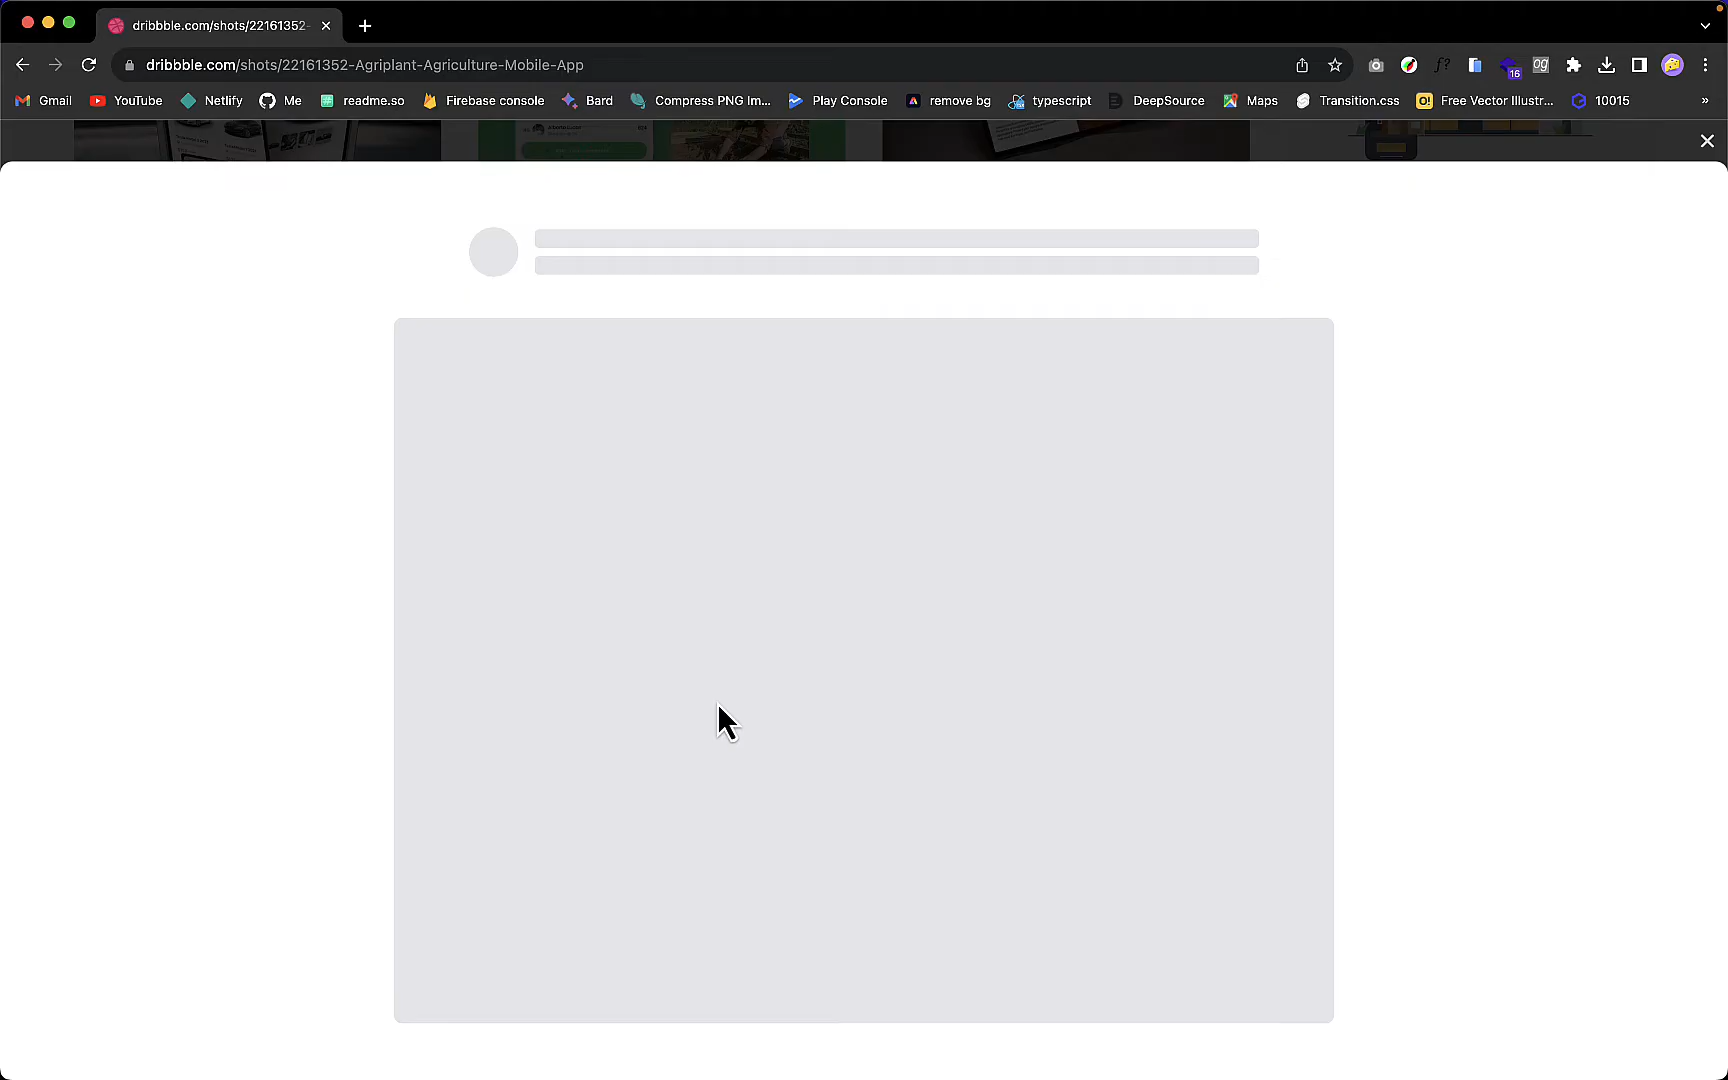 dribbble.com/shots/22161352-
dribbble.com/shots/22161352-Agriplant-Agriculture-Mobile-App
f?
16
og
Gmail YouTube Netlify Me readme.so Firebase console Bard Compress PNG Im... Play Console remove bg typescript DeepSource Maps Transition.css O! Free Vector Illustr... 10015 »